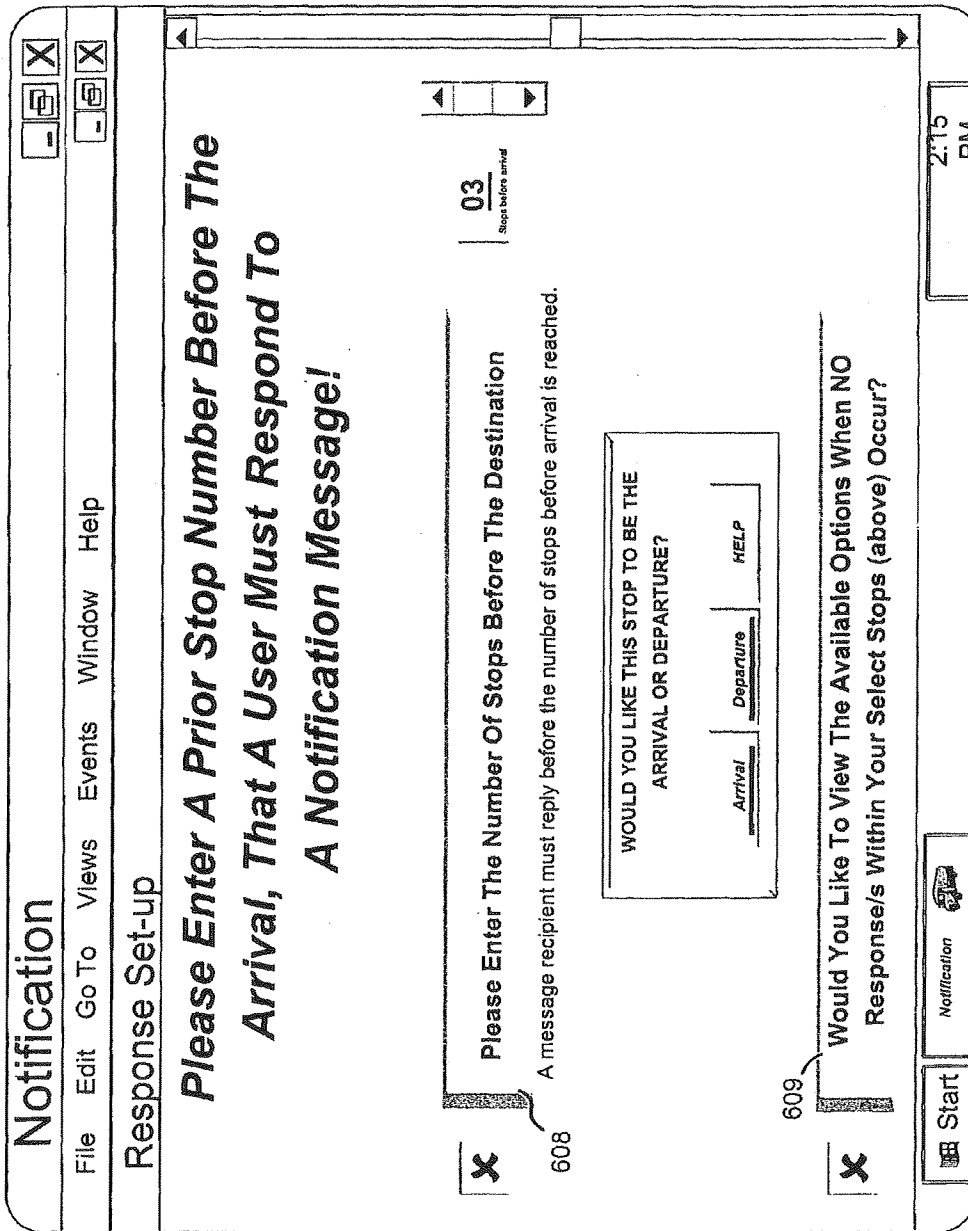 Notification
File Edit Go To Views Events Window Help
Response Set-up
Please Enter A Prior Stop Number Before The
Arrival, That A User Must Respond To
A Notification Message!
Please Enter The Number Of Stops Before The Destination
03
Stops before arrival
A message recipient must reply before the number of stops before arrival is reached.
608
WOULD YOU LIKE THIS STOP TO BE THE
ARRIVAL OR DEPARTURE?
Arrival Departure HELP
609
Would You Like To View The Available Options When NO
Response/s Within Your Select Stops (above) Occur?
Start Notification 2:15
PM